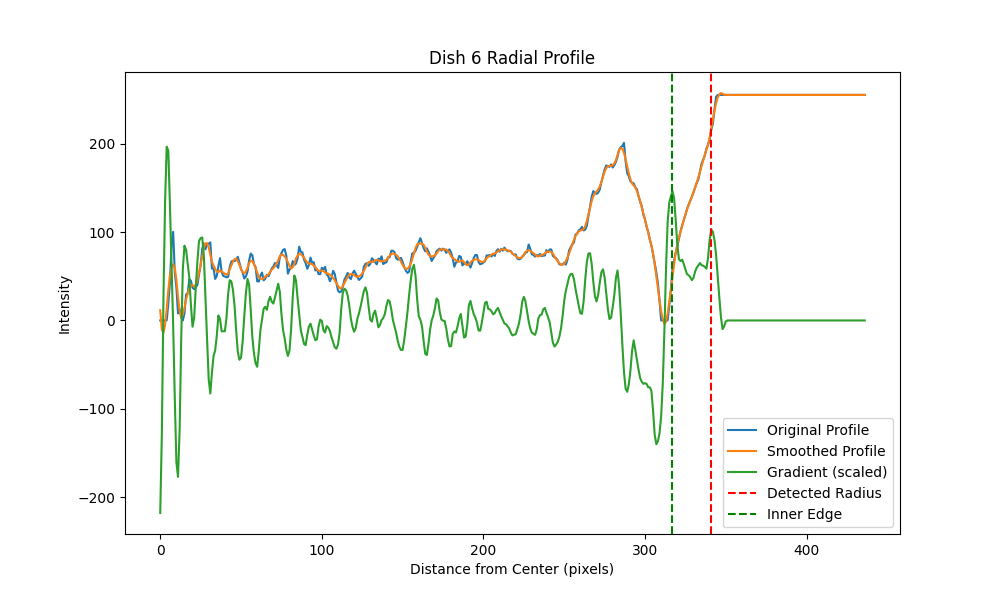 Dish 6 Radial Profile
Intensity
200
100
0
−100
−200
0 100 200 300 400
Distance from Center (pixels)
Original Profile
Smoothed Profile
Gradient (scaled)
Detected Radius
Inner Edge